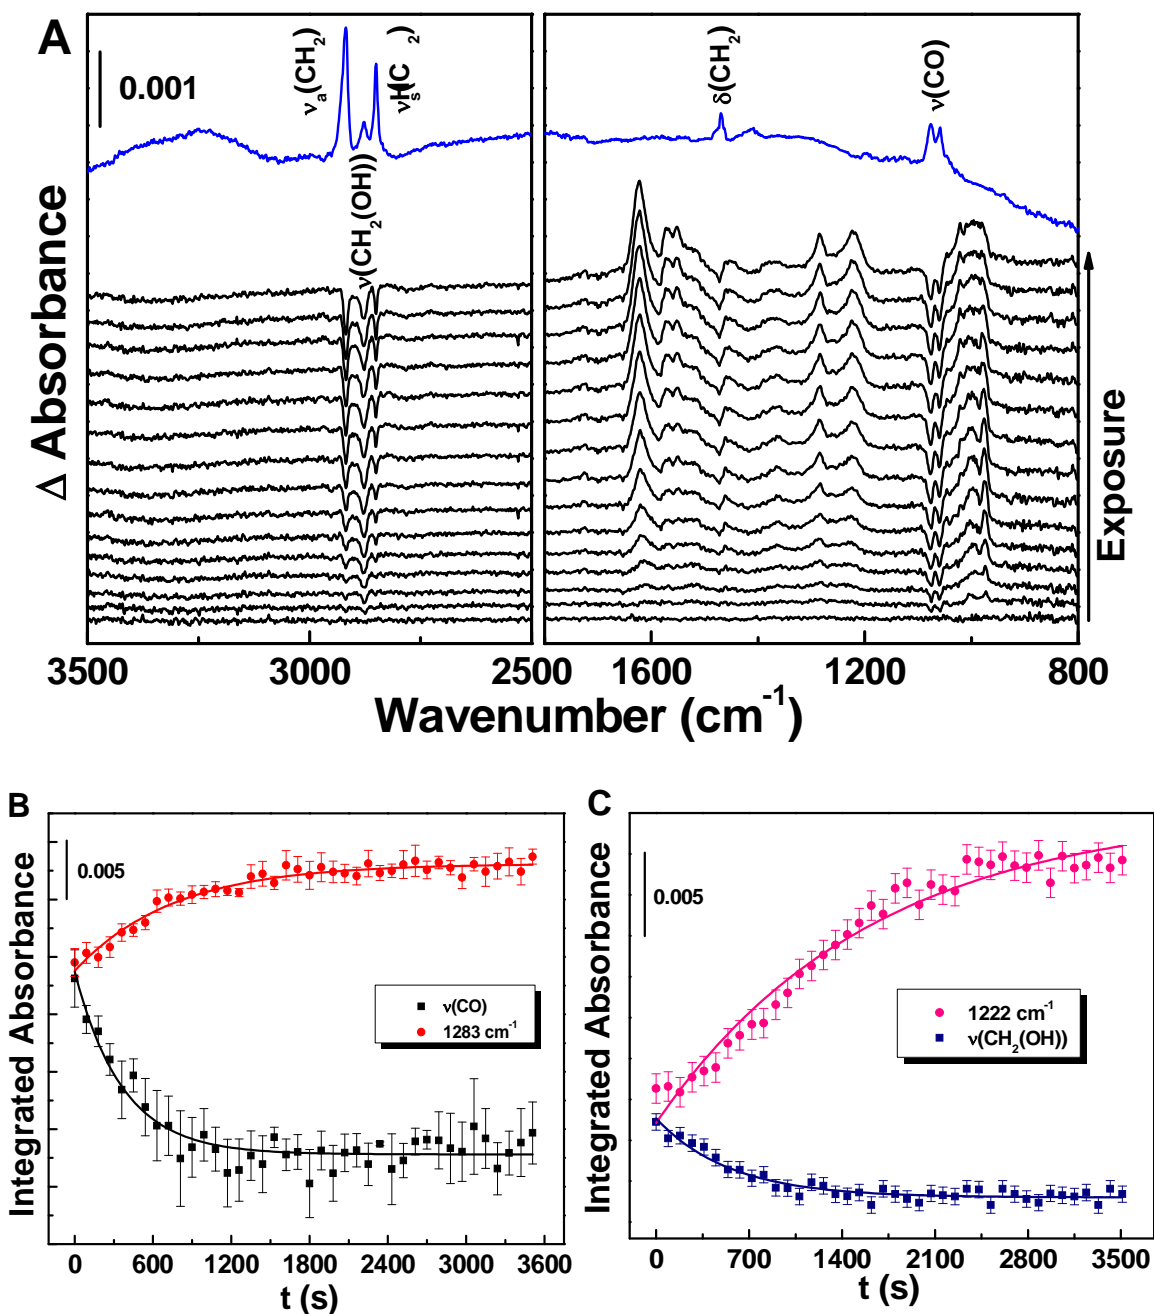 A
0.001
νa(CH2)
νs(CH2)
ν(CH2(OH))
δ(CH2)
ν(CO)
Δ Absorbance
Exposure
3500 3000 2500 1600 1200 800
Wavenumber (cm-1)
B
0.005
Integrated Absorbance
ν(CO)
1283 cm-1
0 600 1200 1800 2400 3000 3600
t (s)
C
0.005
Integrated Absorbance
1222 cm-1
ν(CH2(OH))
0 700 1400 2100 2800 3500
t (s)